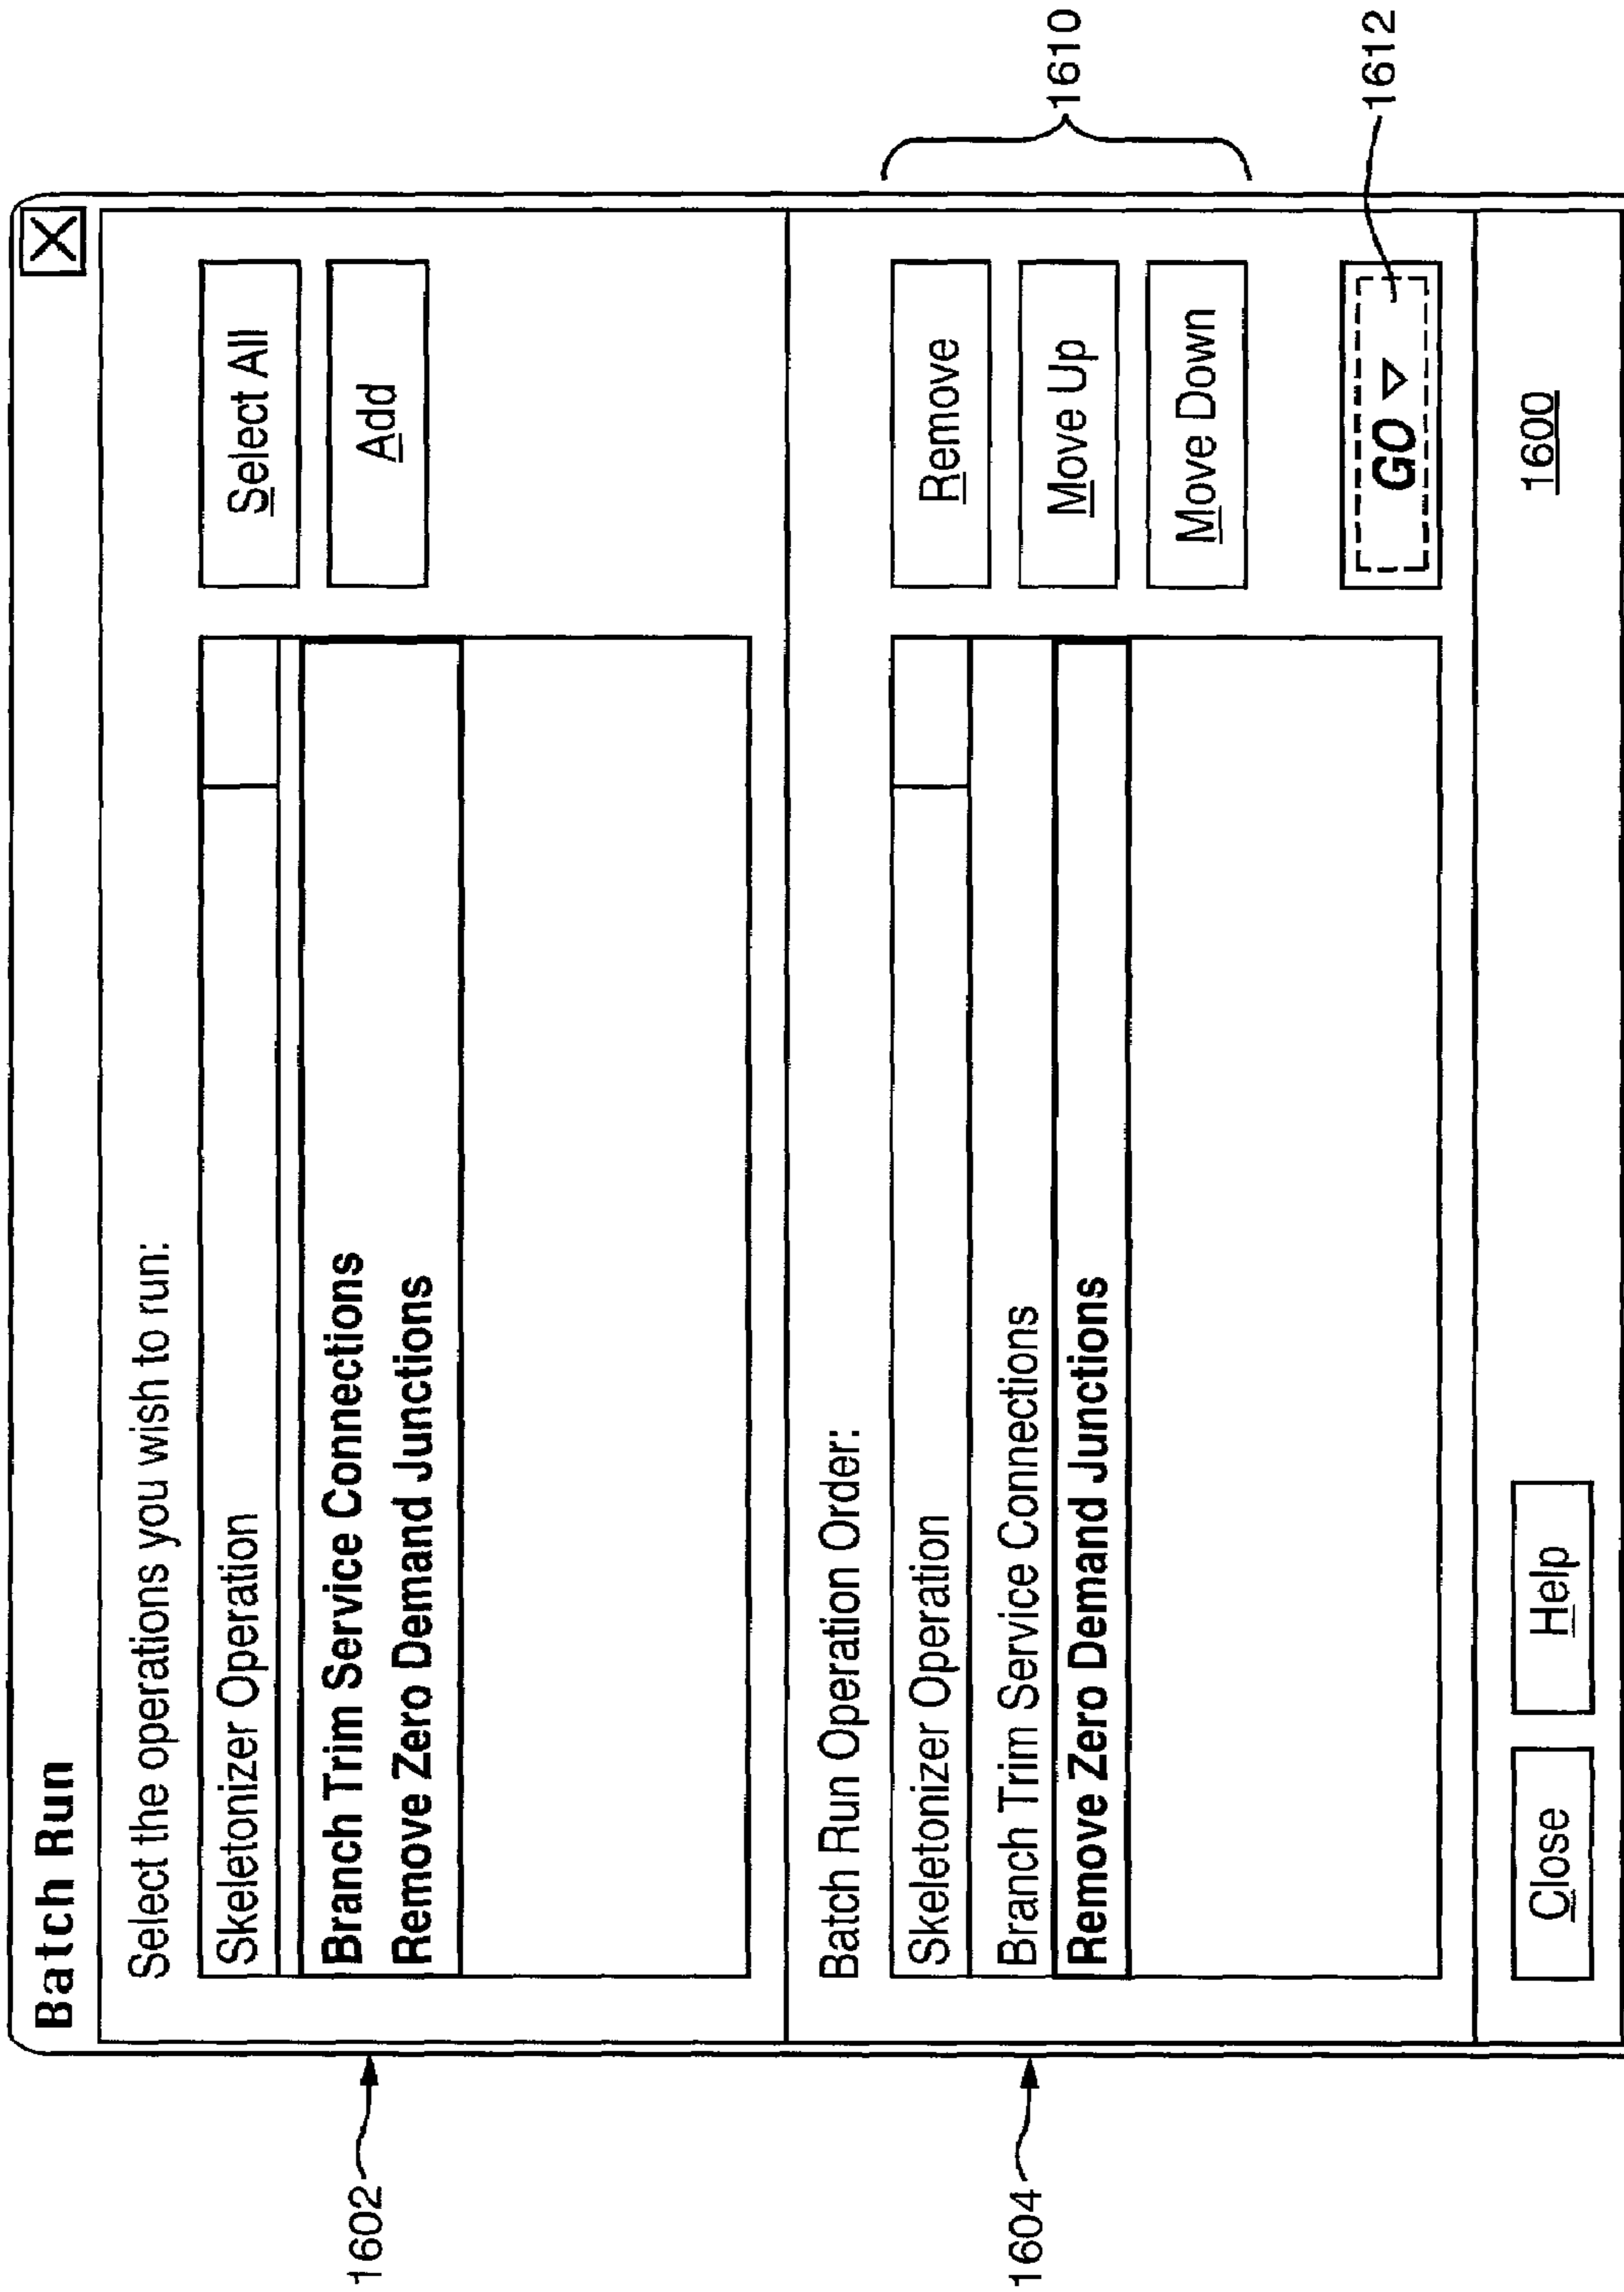 Batch Run
X
Select the operations you wish to run:
Skeletonizer Operation
Branch Trim Service Connections
Remove Zero Demand Junctions
Select All
Add
1602
Batch Run Operation Order:
Skeletonizer Operation
Branch Trim Service Connections
Remove Zero Demand Junctions
Remove
Move Up
Move Down
GO
1604
1610
1612
Close
Help
1600